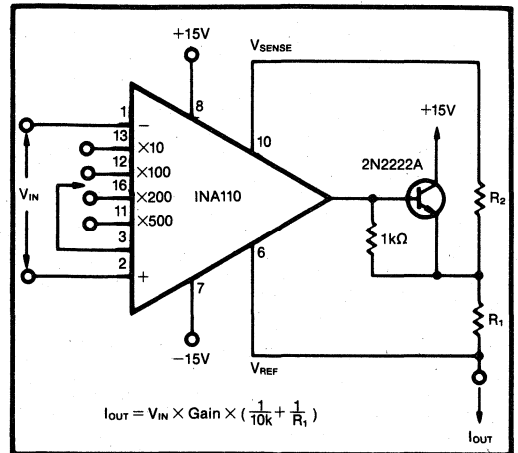 +15V
VSENSE
8
+15V
1
−
10
13
×10
2N2222A
12
×100
VIN
16
×200
INA110
R2
11
×500
1kΩ
3
2
+
6
7
R1
−15V
VREF
IOUT = VIN × Gain × ( 1/10k + 1/R1 )
IOUT